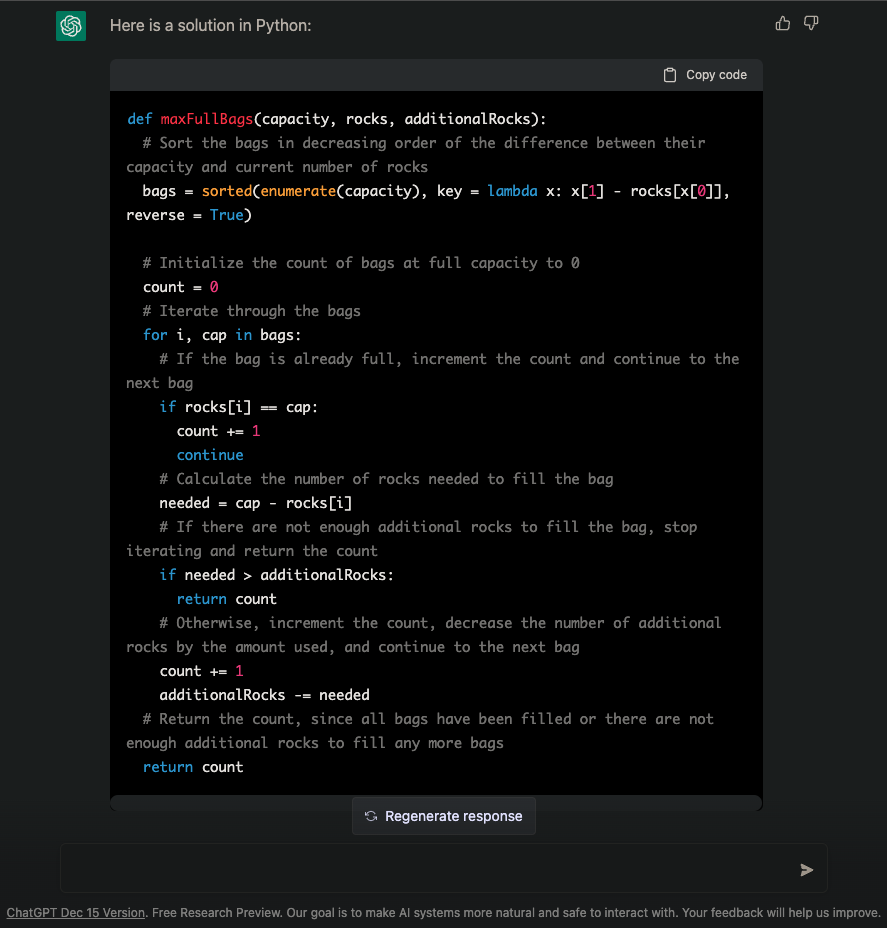 Here is a solution in Python:
Copy code
def maxFullBags(capacity, rocks, additionalRocks):
# Sort the bags in decreasing order of the difference between their
capacity and current number of rocks
bags = sorted(enumerate(capacity), key = lambda x: x[1] - rocks[x[0]],
reverse = True)
# Initialize the count of bags at full capacity to 0
count = 0
# Iterate through the bags
for i, cap in bags:
# If the bag is already full, increment the count and continue to the
next bag
if rocks[i] == cap:
count += 1
continue
# Calculate the number of rocks needed to fill the bag
needed = cap - rocks[i]
# If there are not enough additional rocks to fill the bag, stop
iterating and return the count
if needed > additionalRocks:
return count
# Otherwise, increment the count, decrease the number of additional
rocks by the amount used, and continue to the next bag
count += 1
additionalRocks -= needed
# Return the count, since all bags have been filled or there are not
enough additional rocks to fill any more bags
return count
Regenerate response
ChatGPT Dec 15 Version. Free Research Preview. Our goal is to make AI systems more natural and safe to interact with. Your feedback will help us improve.